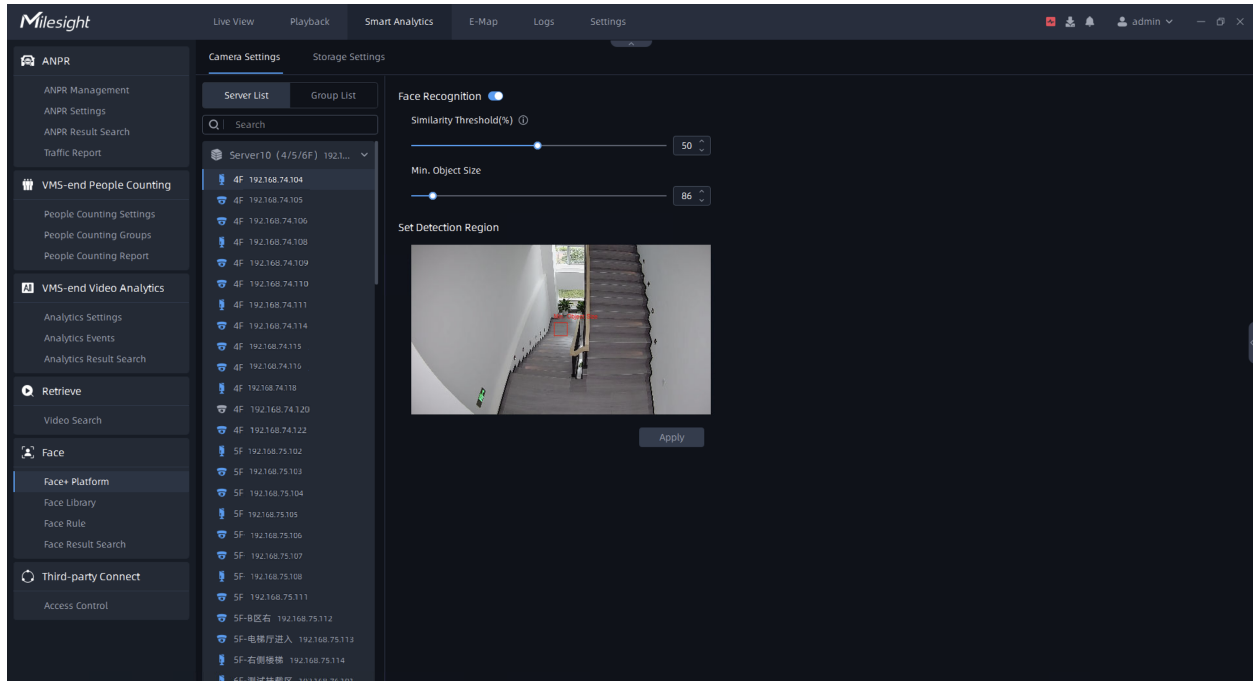 Milesight
Live View Playback Smart Analytics E-Map Logs Settings admin
ANPR
ANPR Management
ANPR Settings
ANPR Result Search
Traffic Report
VMS-end People Counting
People Counting Settings
People Counting Groups
People Counting Report
AI VMS-end Video Analytics
Analytics Settings
Analytics Events
Analytics Result Search
Retrieve
Video Search
Face
Face+ Platform
Face Library
Face Rule
Face Result Search
Third-party Connect
Access Control
Camera Settings Storage Settings
Server List Group List
Search
Server10 (4/5/6F) 192.1...
4F 192.168.74.104
4F 192.168.74.105
4F 192.168.74.106
4F 192.168.74.108
4F 192.168.74.109
4F 192.168.74.110
4F 192.168.74.111
4F 192.168.74.114
4F 192.168.74.115
4F 192.168.74.116
4F 192.168.74.118
4F 192.168.74.120
4F 192.168.74.122
5F 192.168.75.102
5F 192.168.75.103
5F 192.168.75.104
5F 192.168.75.105
5F 192.168.75.106
5F 192.168.75.107
5F 192.168.75.108
5F 192.168.75.111
5F-B区右 192.168.75.112
5F-电梯厅进入 192.168.75.113
5F-右侧楼梯 192.168.75.114
Face Recognition
Similarity Threshold(%)
50
Min. Object Size
86
Set Detection Region
Apply